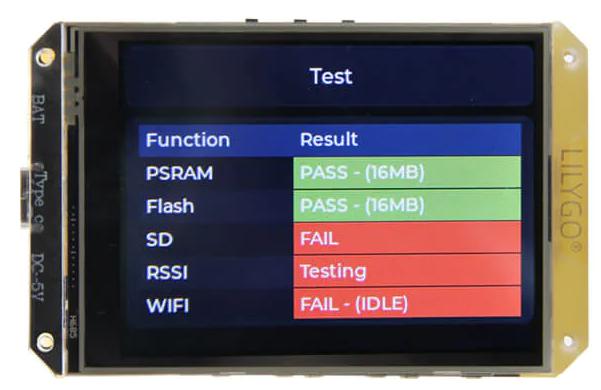 Test
Function Result
PSRAM PASS - (16MB)
Flash PASS - (16MB)
SD FAIL
RSSI Testing
WIFI FAIL - (IDLE)
BAT
Type c
DC-5V
H685
LILYGO®